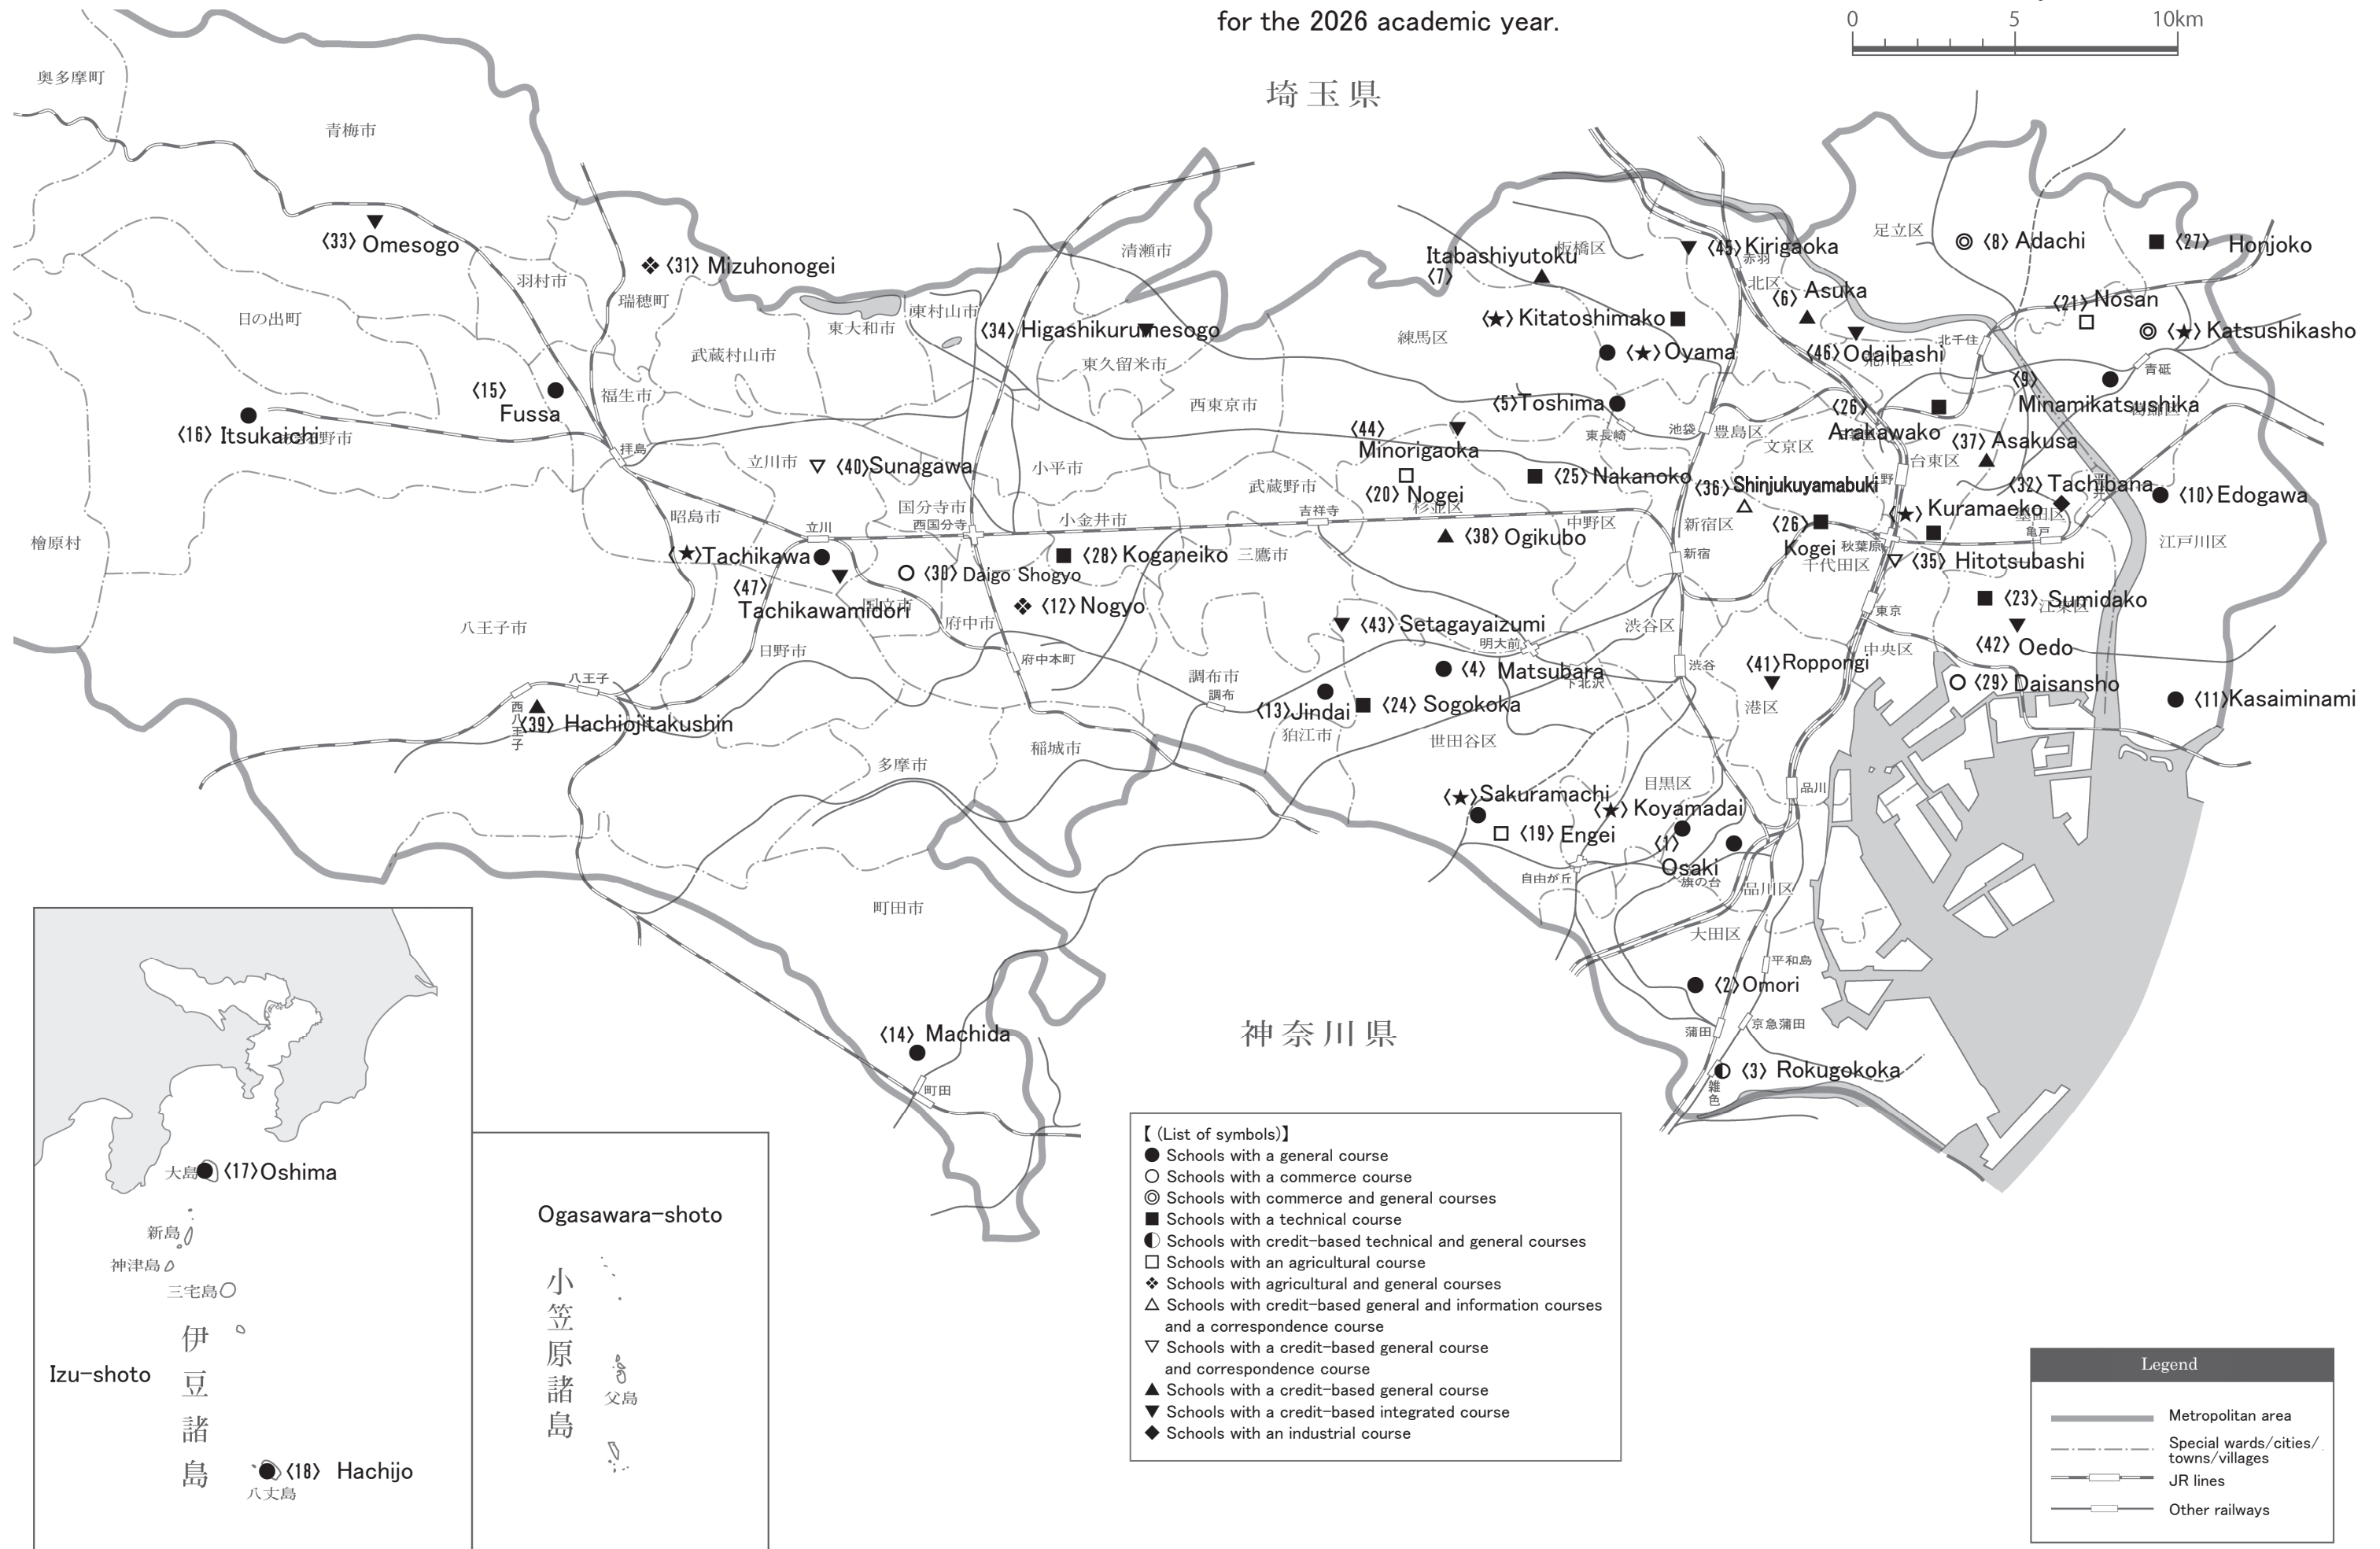 for the 2026 academic year.
0 5 10km
埼玉県
奥多摩町
青梅市
〈33〉 Omesogo
〈31〉 Mizuhonogei
羽村市
瑞穂町
日の出町
武蔵村山市
東大和市
東村山市
清瀬市
〈34〉 Higashikurumesogo
東久留米市
〈15〉
Fussa
福生市
〈16〉 Itsukaichi
野市
拝島
立川市
〈40〉Sunagawa
小平市
西東京市
国分寺市
西国分寺
小金井市
武蔵野市
吉祥寺
昭島市
立川
檜原村
〈★〉Tachikawa
〈47〉
Tachikawamidori
国立市
〈30〉 Daigo Shogyo
〈28〉 Koganeiko
〈12〉 Nogyo
三鷹市
八王子市
府中市
日野市
府中本町
調布市
調布
八王子
西八王子
〈39〉 Hachiojitakushin
多摩市
稲城市
町田市
〈14〉 Machida
町田
Itabashiyutoku
〈7〉
板橋区
〈45〉Kirigaoka
赤羽
北区
〈6〉 Asuka
足立区
〈8〉 Adachi
〈27〉 Honjoko
〈21〉Nosan
〈★〉Katsushikasho
練馬区
〈★〉Kitatoshimako
〈★〉Oyama
〈46〉Odaibashi
荒川区
北千住
青砥
〈9〉
Minamikatsushika
葛飾区
〈5〉Toshima
東長崎
池袋
豊島区
文京区
〈26〉
Arakawako
〈37〉Asakusa
台東区
〈44〉
Minorigaoka
〈20〉 Nogei
杉並区
〈25〉 Nakanoko
〈36〉Shinjukuyamabuki
野
〈32〉Tachibana
平井
〈10〉Edogawa
〈★〉Kuramaeko
墨田区
亀戸
江戸川区
〈38〉 Ogikubo
中野区
新宿区
新宿
〈26〉
Kogei
秋葉原
千代田区
〈35〉 Hitotsubashi
〈23〉 Sumidako
江東区
〈43〉 Setagayaizumi
明大前
渋谷区
東京
〈42〉 Oedo
〈4〉 Matsubara
下北沢
渋谷
〈41〉Roppongi
中央区
〈29〉Daisansho
〈11〉Kasaiminami
〈13〉Jindai
〈24〉 Sogokoka
狛江市
世田谷区
港区
目黒区
品川
〈★〉Sakuramachi
〈★〉 Koyamadai
〈19〉 Engei
〈1〉
Osaki
自由が丘
旗の台
品川区
大田区
平和島
〈2〉Omori
蒲田
京急蒲田
雑色
〈3〉 Rokugokoka
神奈川県
大島
〈17〉Oshima
新島
神津島
三宅島
伊豆諸島
Izu-shoto
〈18〉 Hachijo
八丈島
Ogasawara-shoto
小笠原諸島
父島
【 (List of symbols)】
● Schools with a general course
○ Schools with a commerce course
◎ Schools with commerce and general courses
■ Schools with a technical course
◐ Schools with credit-based technical and general courses
□ Schools with an agricultural course
❖ Schools with agricultural and general courses
△ Schools with credit-based general and information courses
and a correspondence course
▽ Schools with a credit-based general course
and correspondence course
▲ Schools with a credit-based general course
▼ Schools with a credit-based integrated course
◆ Schools with an industrial course
Legend
Metropolitan area
Special wards/cities/
towns/villages
JR lines
Other railways